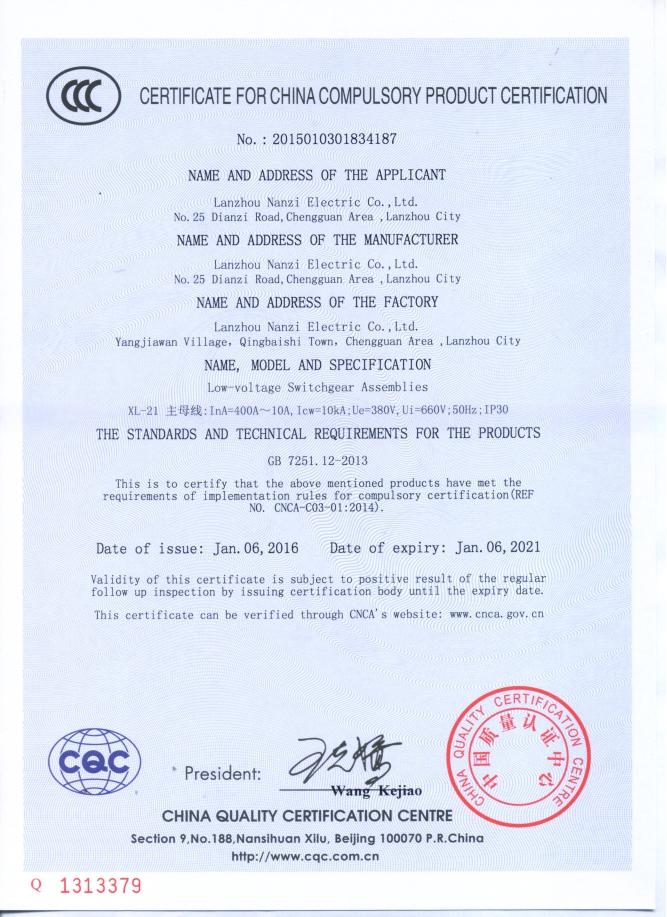 CCC
CERTIFICATE FOR CHINA COMPULSORY PRODUCT CERTIFICATION
No. : 2015010301834187
NAME AND ADDRESS OF THE APPLICANT
Lanzhou Nanzi Electric Co.,Ltd.
No.25 Dianzi Road,Chengguan Area ,Lanzhou City
NAME AND ADDRESS OF THE MANUFACTURER
Lanzhou Nanzi Electric Co.,Ltd.
No.25 Dianzi Road,Chengguan Area ,Lanzhou City
NAME AND ADDRESS OF THE FACTORY
Lanzhou Nanzi Electric Co.,Ltd.
Yangjiawan Village, Qingbaishi Town, Chengguan Area ,Lanzhou City
NAME, MODEL AND SPECIFICATION
Low-voltage Switchgear Assemblies
XL-21 主母线:InA=400A～10A,Icw=10kA;Ue=380V,Ui=660V;50Hz;IP30
THE STANDARDS AND TECHNICAL REQUIREMENTS FOR THE PRODUCTS
GB 7251.12-2013
This is to certify that the above mentioned products have met the
requirements of implementation rules for compulsory certification(REF
NO. CNCA-C03-01:2014).
Date of issue: Jan.06,2016 Date of expiry: Jan.06,2021
Validity of this certificate is subject to positive result of the regular
follow up inspection by issuing certification body until the expiry date.
This certificate can be verified through CNCA's website: www.cnca.gov.cn
CHINA QUALITY CERTIFICATION CENTRE
中国质量认证中心
CQC
President:
王克娇
Wang Kejiao
CHINA QUALITY CERTIFICATION CENTRE
Section 9,No.188,Nansihuan Xilu, Beijing 100070 P.R.China
http://www.cqc.com.cn
Q 1313379